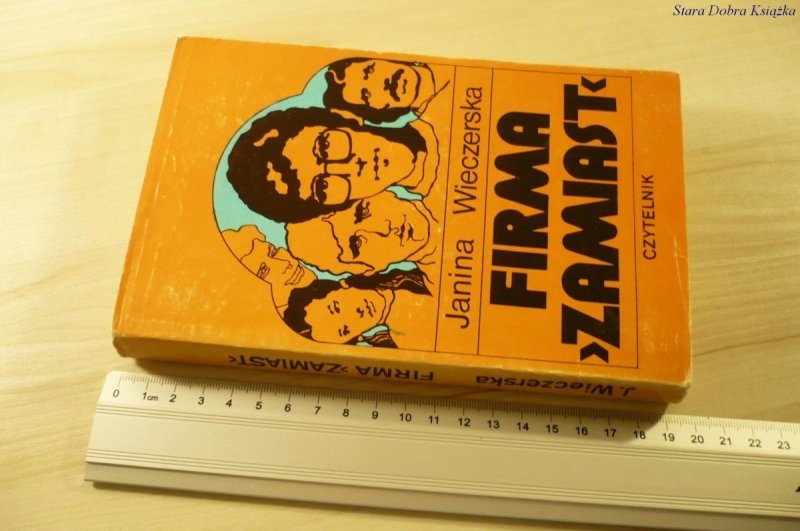 Stara Dobra Książka
Janina Wieczerska
FIRMA
›ZAMIAST‹
CZYTELNIK
J. Wieczerska FIRMA ›ZAMIAST‹
0 1cm 2 3 4 5 6 7 8 9 10 11 12 13 14 15 16 17 18 19 20 21 22 23